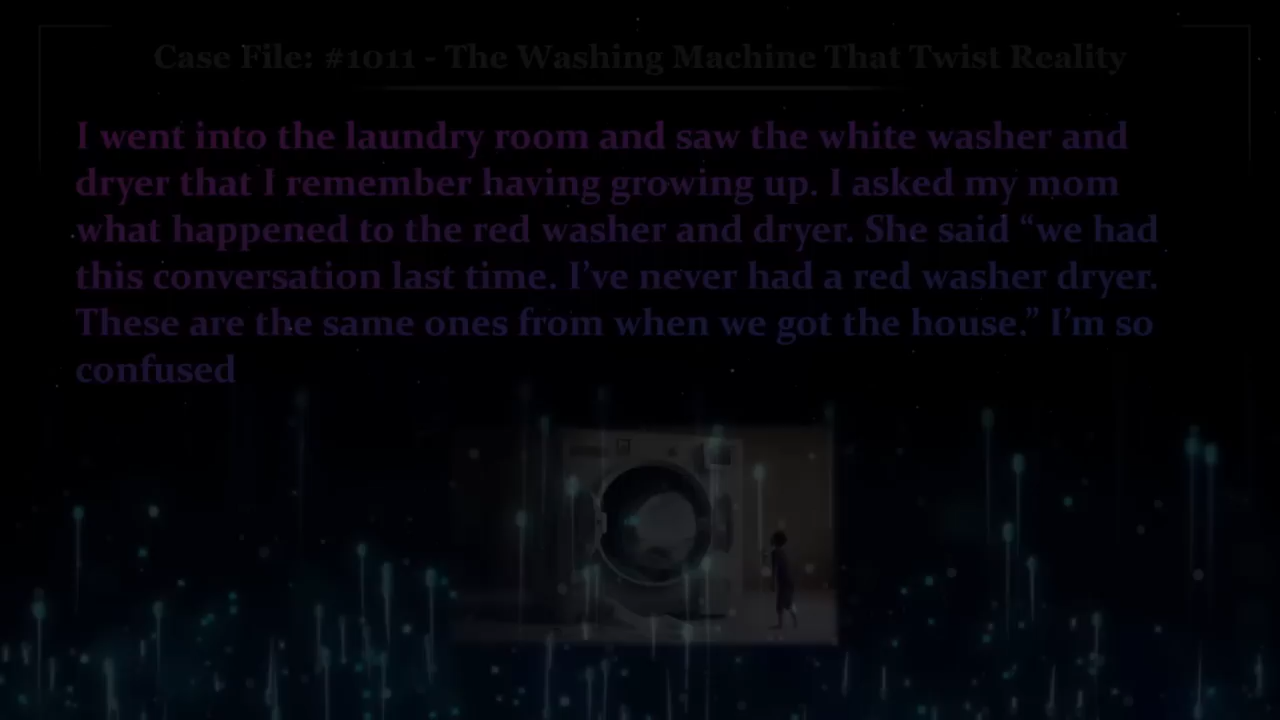 Case File: #1011 - The Washing Machine That Twist Reality
I went into the laundry room and saw the white washer and
dryer that I remember having growing up. I asked my mom
what happened to the red washer and dryer. She said “we had
this conversation last time. I’ve never had a red washer dryer.
These are the same ones from when we got the house.” I’m so
confused